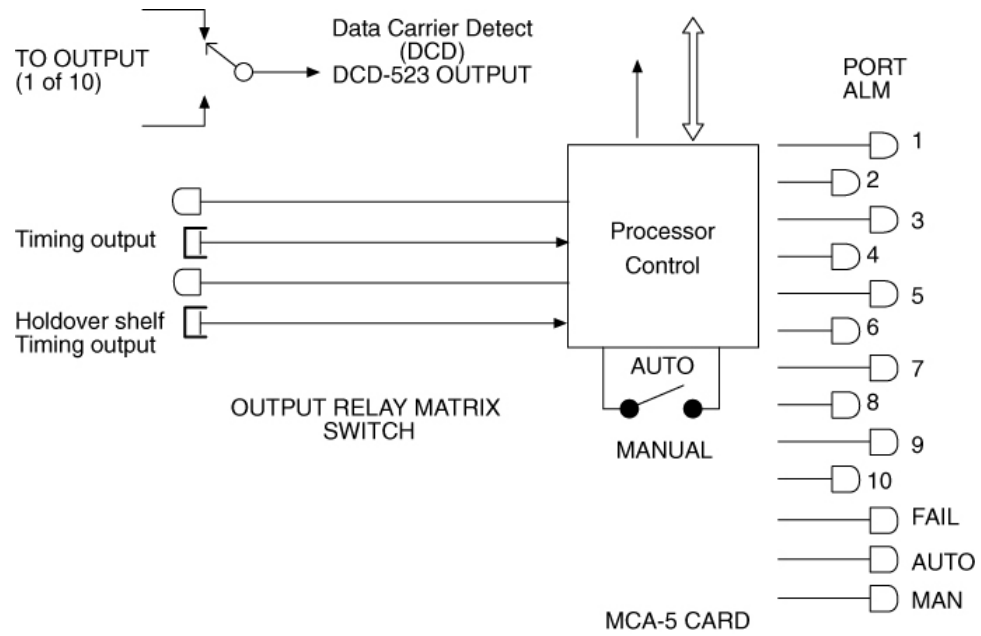 TO OUTPUT
(1 of 10)
Data Carrier Detect
(DCD)
DCD-523 OUTPUT
PORT
ALM
1
2
3
4
5
6
7
8
9
10
FAIL
AUTO
MAN
Timing output
Holdover shelf
Timing output
Processor
Control
AUTO
MANUAL
OUTPUT RELAY MATRIX
SWITCH
MCA-5 CARD